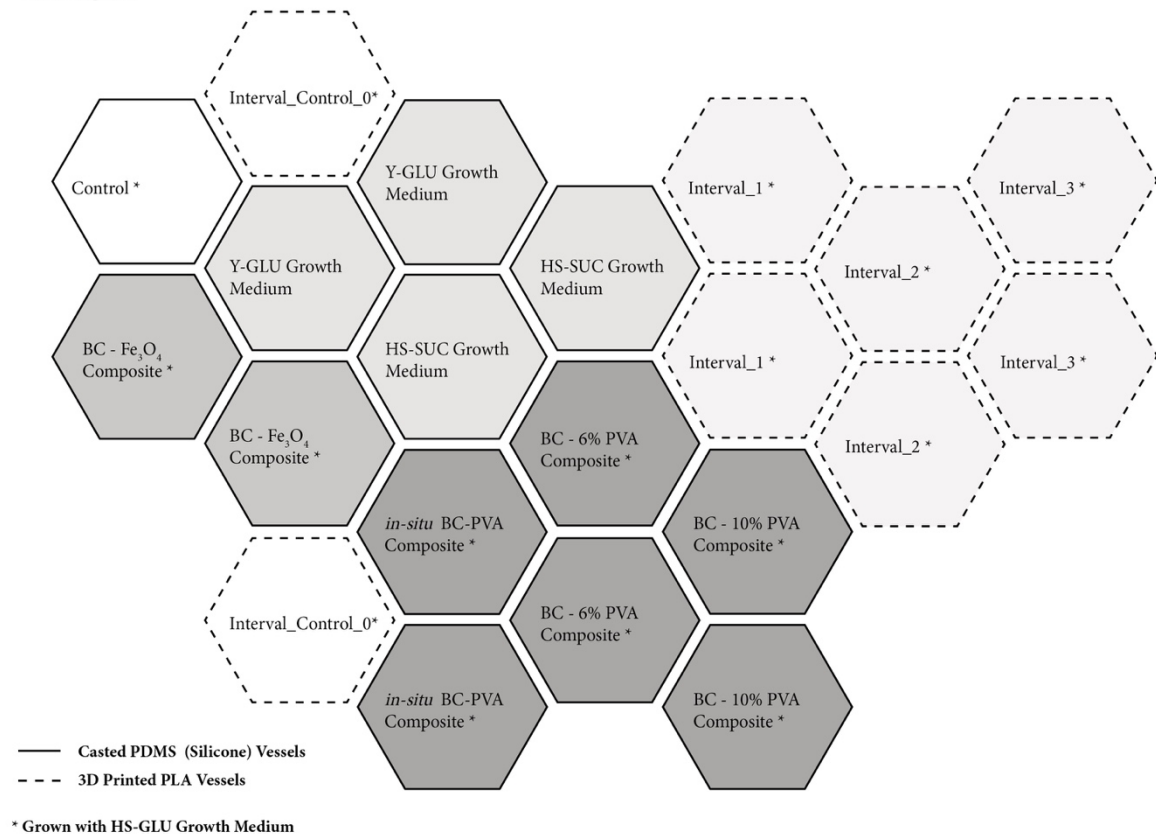 Interval_Control_0*
Control *
Y-GLU Growth
Medium
Interval_1 *
Interval_3 *
Y-GLU Growth
Medium
HS-SUC Growth
Medium
Interval_2 *
BC - Fe₃O₄
Composite *
HS-SUC Growth
Medium
Interval_1 *
Interval_3 *
BC - Fe₃O₄
Composite *
BC - 6% PVA
Composite *
Interval_2 *
in-situ BC-PVA
Composite *
BC - 10% PVA
Composite *
Interval_Control_0*
BC - 6% PVA
Composite *
in-situ BC-PVA
Composite *
BC - 10% PVA
Composite *
Casted PDMS (Silicone) Vessels
3D Printed PLA Vessels
* Grown with HS-GLU Growth Medium